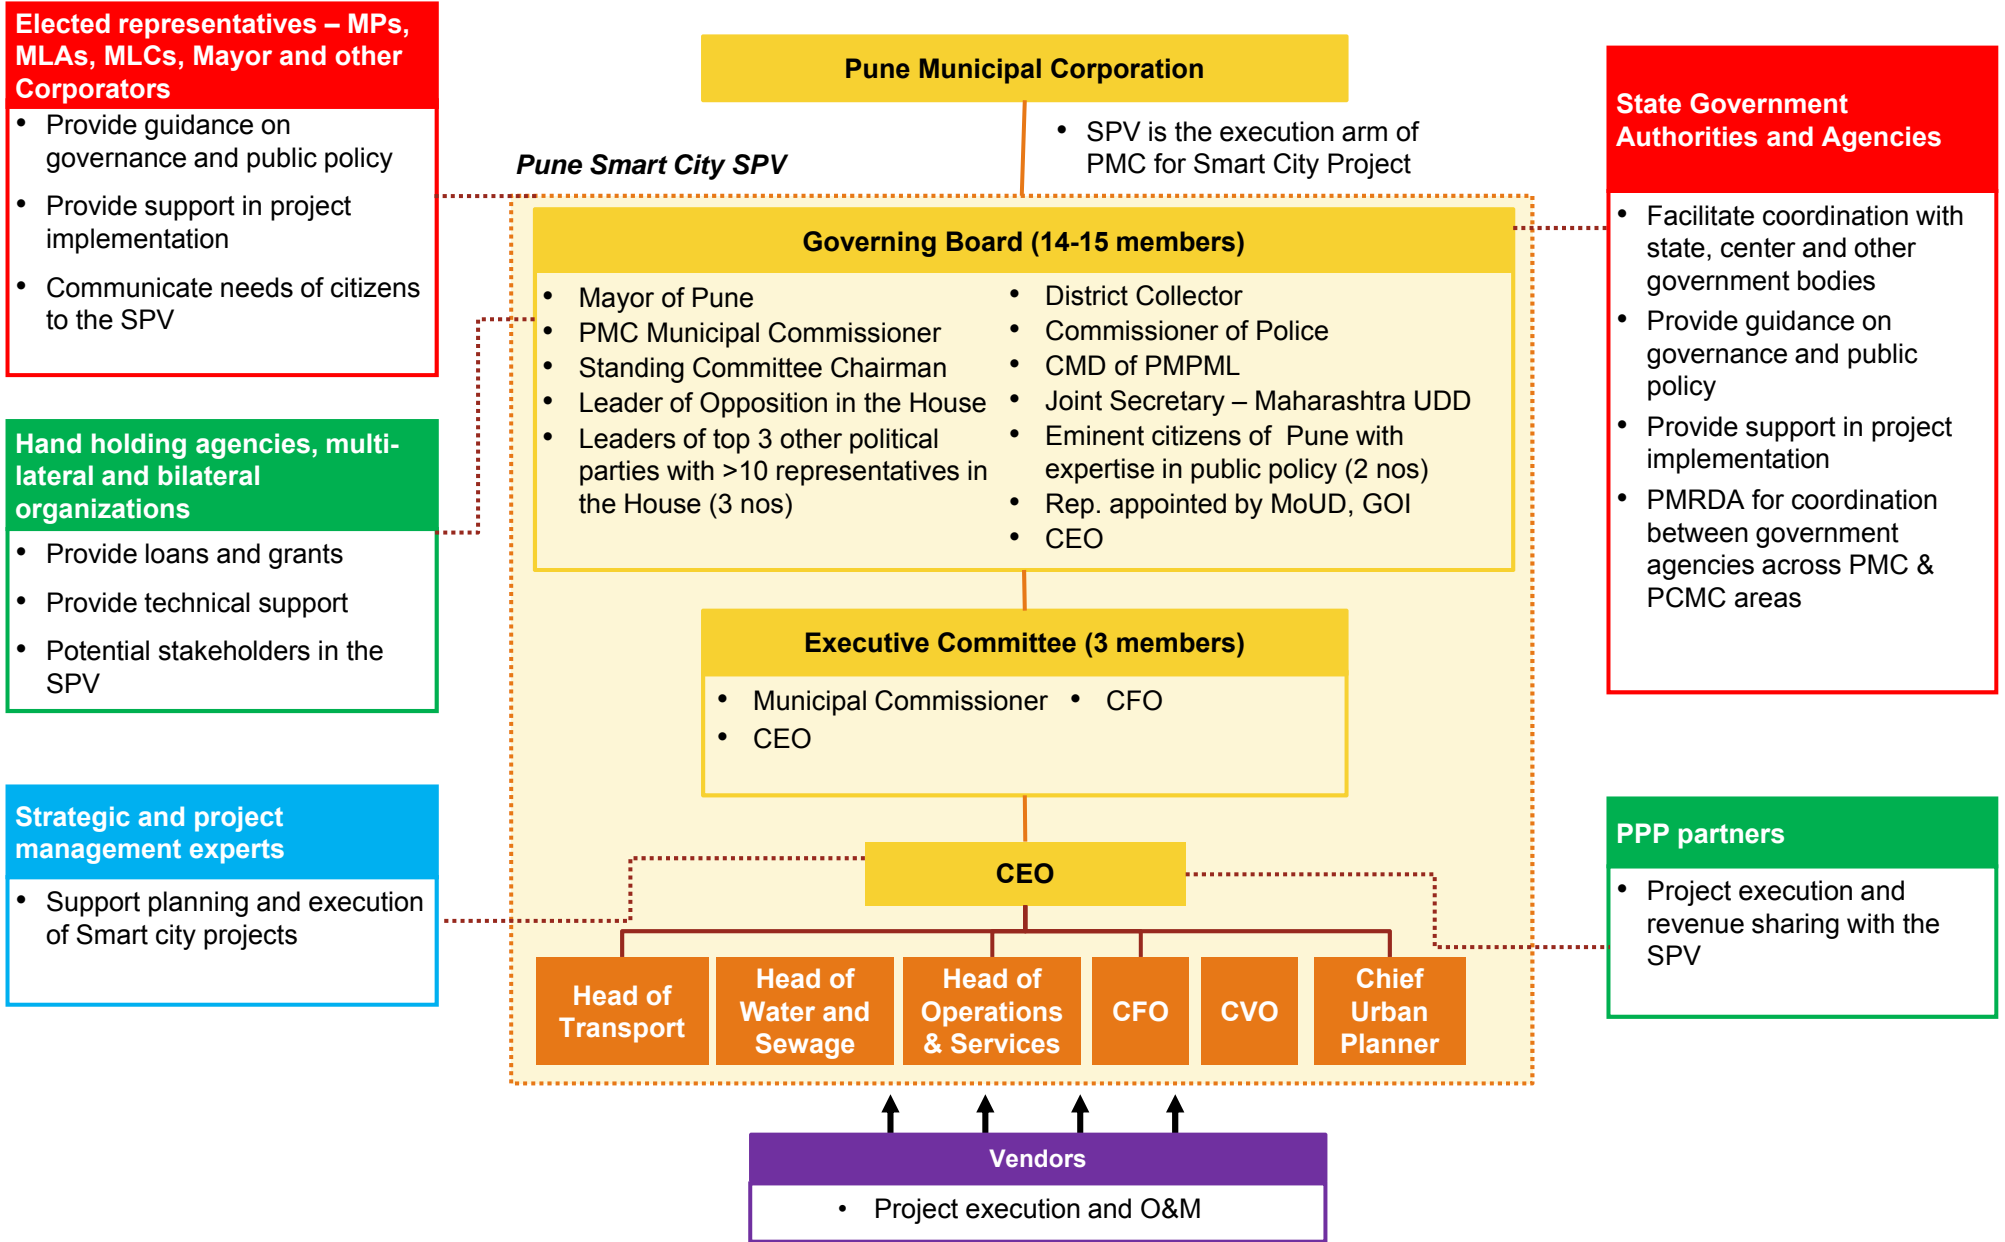 Elected representatives – MPs,
MLAs, MLCs, Mayor and other
Corporators
• Provide guidance on
governance and public policy
• Provide support in project
implementation
• Communicate needs of citizens
to the SPV
Hand holding agencies, multi-
lateral and bilateral
organizations
• Provide loans and grants
• Provide technical support
• Potential stakeholders in the
SPV
Strategic and project
management experts
• Support planning and execution
of Smart city projects
Pune Municipal Corporation
• SPV is the execution arm of
PMC for Smart City Project
Pune Smart City SPV
Governing Board (14-15 members)
• Mayor of Pune
• PMC Municipal Commissioner
• Standing Committee Chairman
• Leader of Opposition in the House
• Leaders of top 3 other political
parties with >10 representatives in
the House (3 nos)
• District Collector
• Commissioner of Police
• CMD of PMPML
• Joint Secretary – Maharashtra UDD
• Eminent citizens of Pune with
expertise in public policy (2 nos)
• Rep. appointed by MoUD, GOI
• CEO
Executive Committee (3 members)
• Municipal Commissioner • CFO
• CEO
CEO
Head of
Transport
Head of
Water and
Sewage
Head of
Operations
& Services
CFO
CVO
Chief
Urban
Planner
Vendors
• Project execution and O&M
State Government
Authorities and Agencies
• Facilitate coordination with
state, center and other
government bodies
• Provide guidance on
governance and public
policy
• Provide support in project
implementation
• PMRDA for coordination
between government
agencies across PMC &
PCMC areas
PPP partners
• Project execution and
revenue sharing with the
SPV